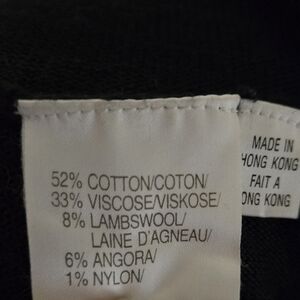 52% COTTON/COTON/
33% VISCOSE/VISKOSE/
8% LAMBSWOOL/
LAINE D'AGNEAU/
6% ANGORA/
1% NYLON/
MADE IN
HONG KONG
FAIT A
ONG KONG